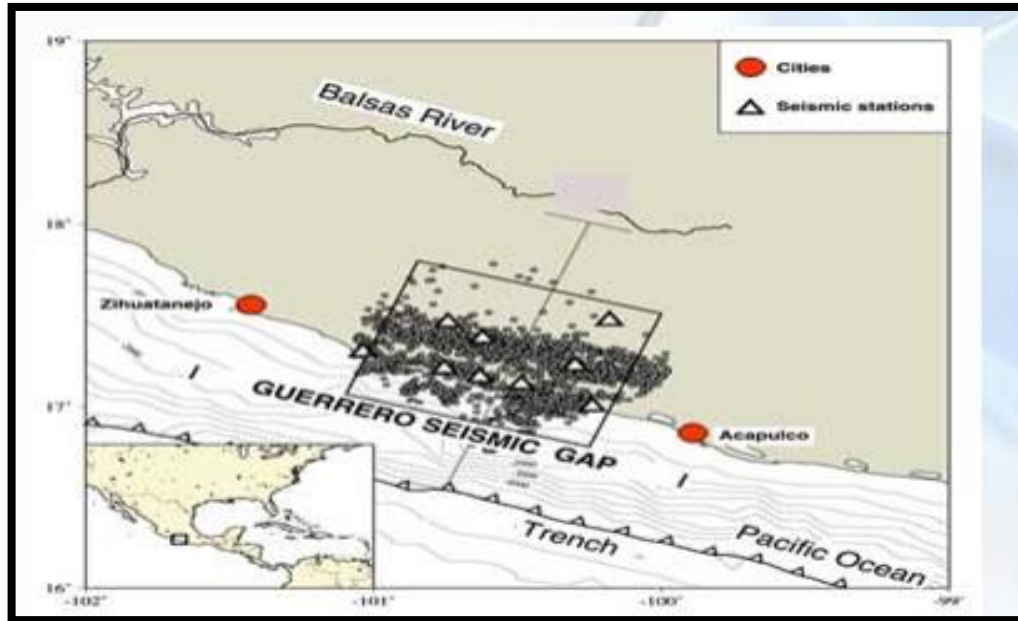 19°
Cities
Seismic stations
Balsas River
18°
Zihuatanejo
17°
GUERRERO SEISMIC GAP
Acapulco
Trench
Pacific Ocean
16°
-102°
-101°
-100°
-99°